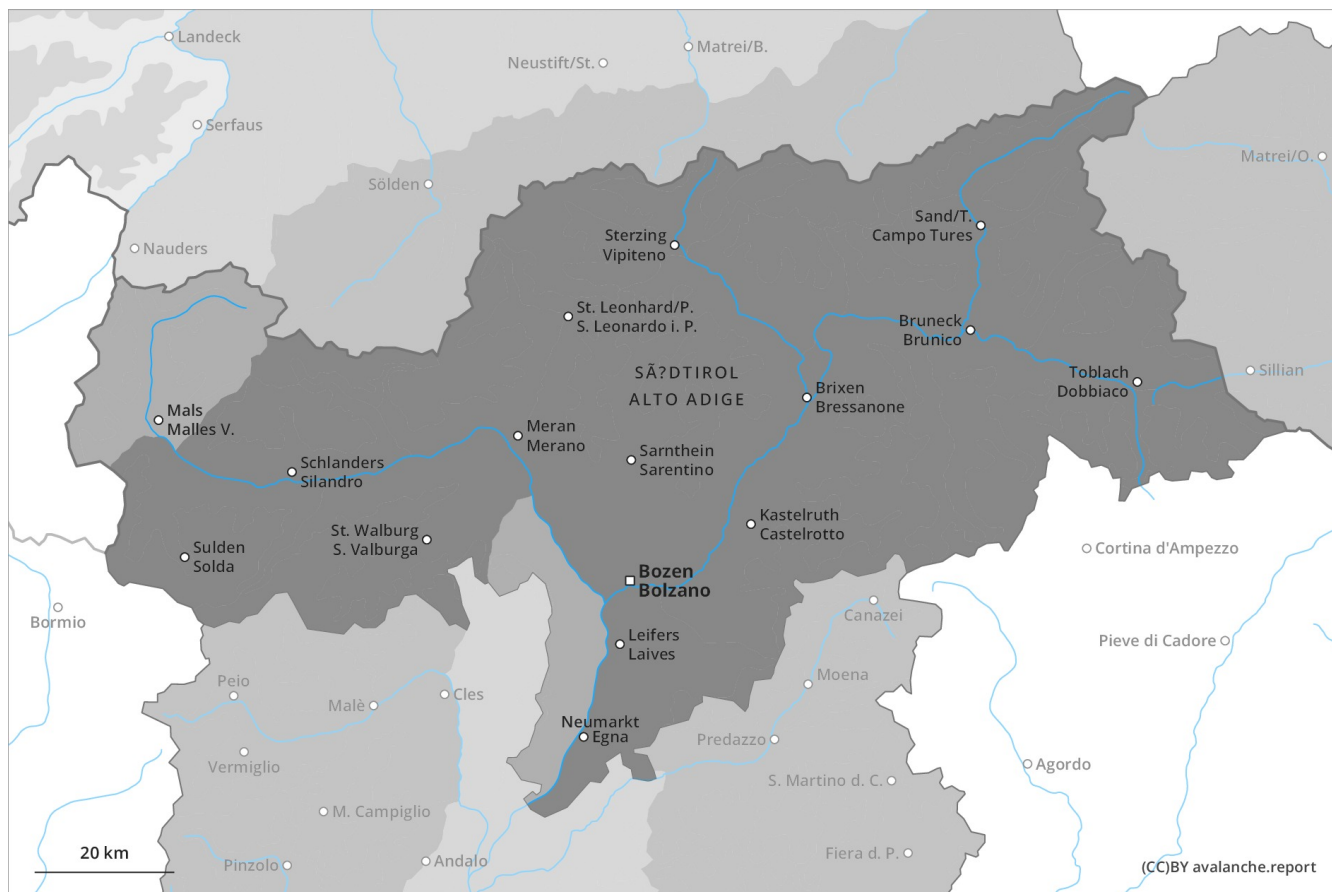 Landeck
Matrei/B.
Neustift/St.
Serfaus
Matrei/O.
Sölden
Sand/T.
Campo Tures
Sterzing
Vipiteno
Nauders
St. Leonhard/P.
S. Leonardo i. P.
Bruneck
Brunico
SÃ?DTIROL
ALTO ADIGE
Toblach
Dobbiaco
Sillian
Brixen
Bressanone
Mals
Malles V.
Meran
Merano
Sarnthein
Sarentino
Schlanders
Silandro
Kastelruth
Castelrotto
St. Walburg
S. Valburga
Sulden
Solda
Cortina d'Ampezzo
Bozen
Bolzano
Bormio
Canazei
Leifers
Laives
Pieve di Cadore
Peio
Moena
Malè
Cles
Neumarkt
Egna
Predazzo
Vermiglio
Agordo
S. Martino d. C.
M. Campiglio
20 km
Pinzolo
Andalo
Fiera d. P.
(CC)BY avalanche.report